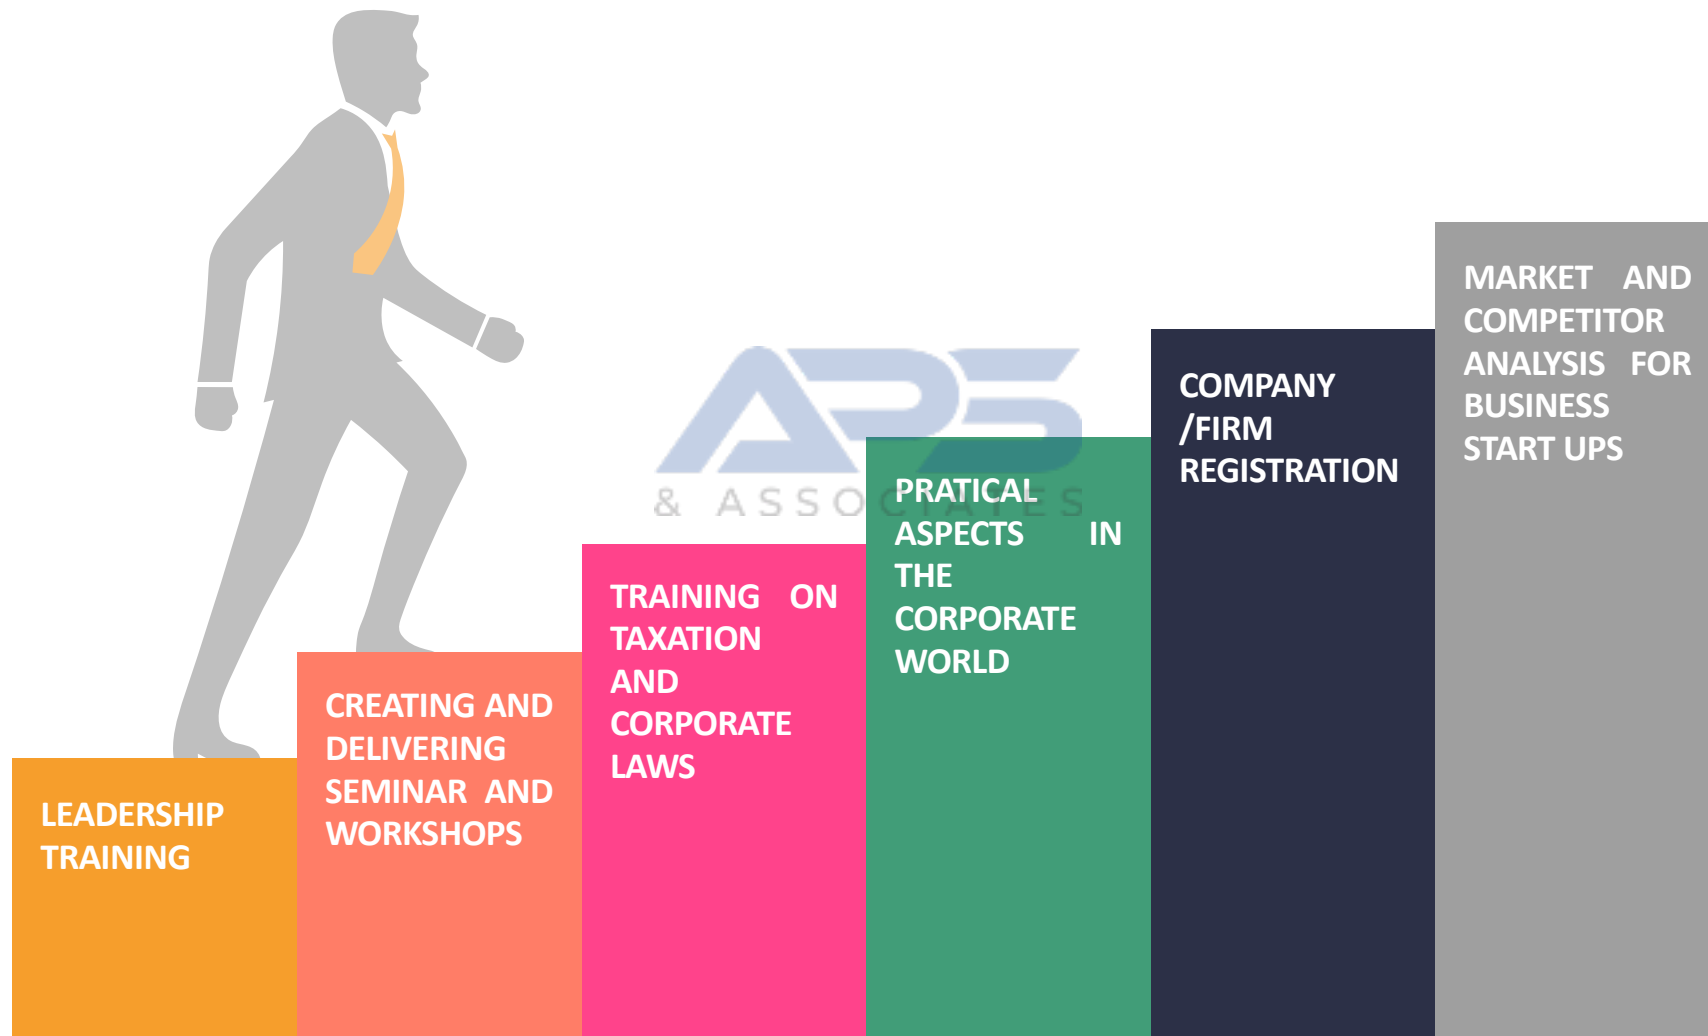 LEADERSHIP
TRAINING
CREATING AND
DELIVERING
SEMINAR AND
WORKSHOPS
TRAINING ON
TAXATION
AND
CORPORATE
LAWS
PRATICAL
ASPECTS IN
THE
CORPORATE
WORLD
COMPANY
/FIRM
REGISTRATION
MARKET AND
COMPETITOR
ANALYSIS FOR
BUSINESS
START UPS
APS
& ASSOCIATES